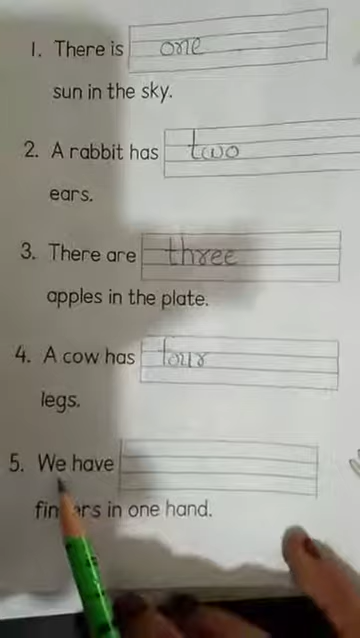 1. There is one
sun in the sky.
2. A rabbit has two
ears.
3. There are three
apples in the plate.
4. A cow has four
legs.
5. We have
fingers in one hand.